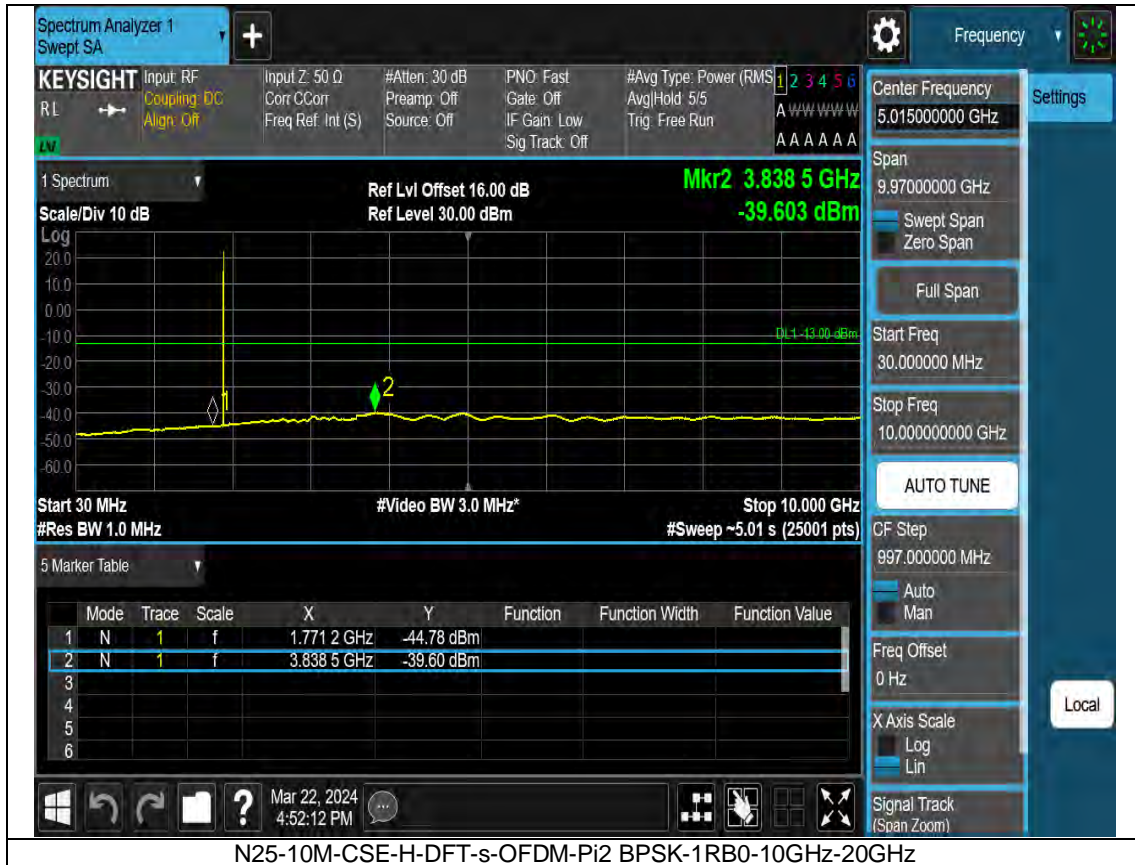 Spectrum Analyzer 1
Swept SA
Frequency
KEYSIGHT
RL
Input: RF
Coupling: DC
Align: Off
Input Z: 50 Ω
Corr CCorr
Freq Ref: Int (S)
#Atten: 30 dB
Preamp: Off
Source: Off
PNO: Fast
Gate: Off
IF Gain: Low
Sig Track: Off
#Avg Type: Power (RMS
Avg|Hold: 5/5
Trig: Free Run
1 2 3 4 5 6
A W W W W W
A A A A A A
1 Spectrum
Scale/Div 10 dB
Ref Lvl Offset 16.00 dB
Ref Level 30.00 dBm
Mkr2 3.838 5 GHz
-39.603 dBm
Log
20.0
10.0
0.00
-10.0
-20.0
-30.0
-40.0
-50.0
-60.0
DL1 -13.00 dBm
1
2
Start 30 MHz
#Video BW 3.0 MHz*
Stop 10.000 GHz
#Res BW 1.0 MHz
#Sweep ~5.01 s (25001 pts)
5 Marker Table
Mode Trace Scale X Y Function Function Width Function Value
1 N 1 f 1.771 2 GHz -44.78 dBm
2 N 1 f 3.838 5 GHz -39.60 dBm
3
4
5
6
Mar 22, 2024
4:52:12 PM
Center Frequency
5.015000000 GHz
Settings
Span
9.97000000 GHz
Swept Span
Zero Span
Full Span
Start Freq
30.000000 MHz
Stop Freq
10.000000000 GHz
AUTO TUNE
CF Step
997.000000 MHz
Auto
Man
Freq Offset
0 Hz
X Axis Scale
Log
Lin
Signal Track
(Span Zoom)
Local
N25-10M-CSE-H-DFT-s-OFDM-Pi2 BPSK-1RB0-10GHz-20GHz